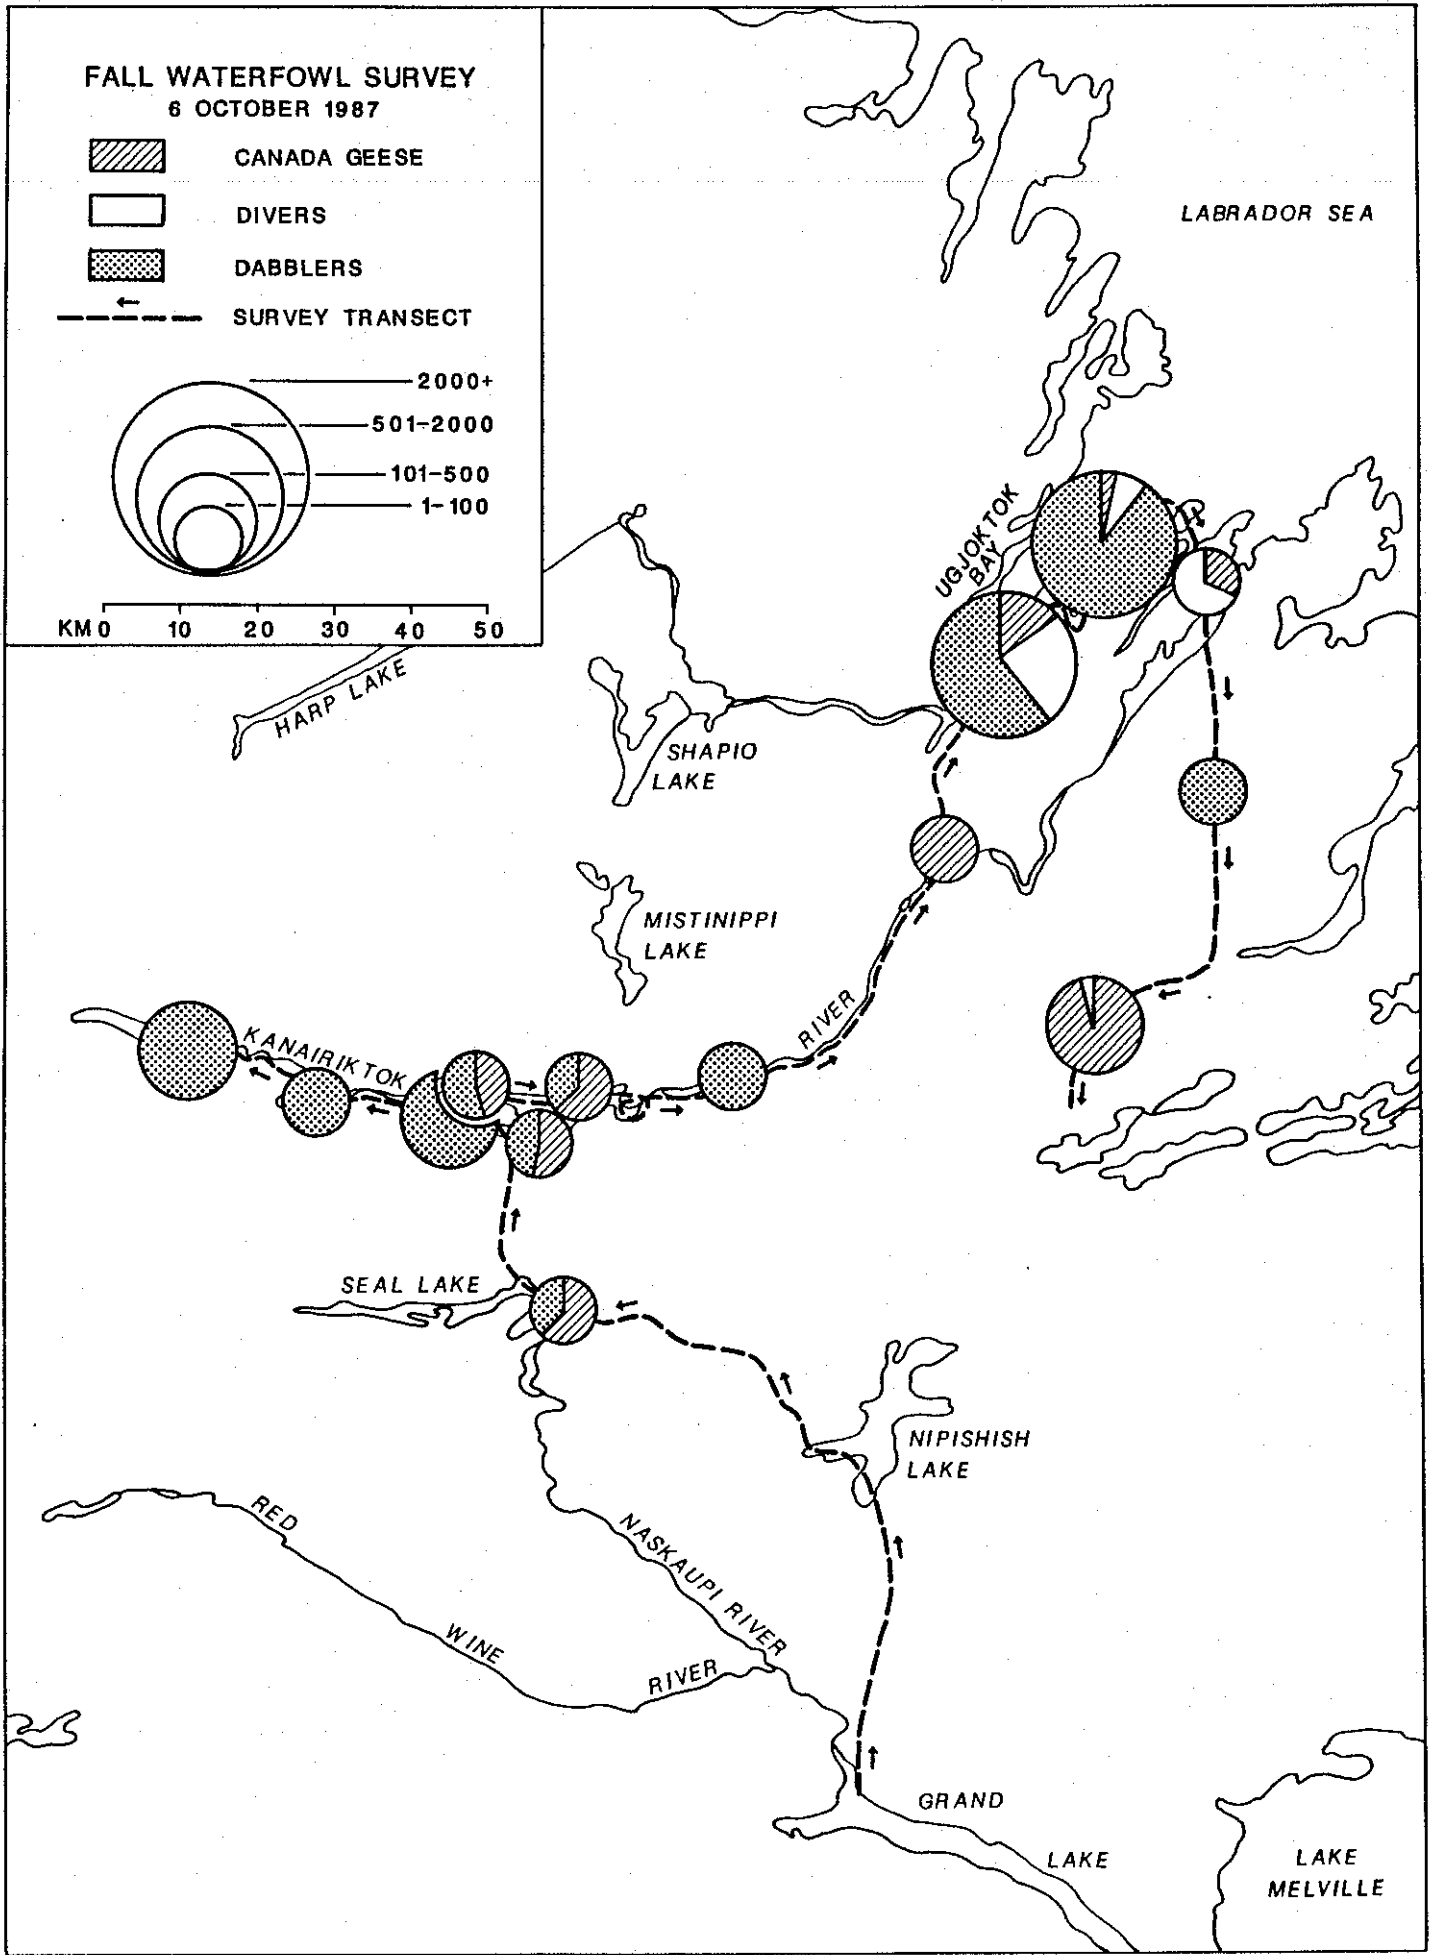 FALL WATERFOWL SURVEY
6 OCTOBER 1987
CANADA GEESE
DIVERS
DABBLERS
SURVEY TRANSECT
2000+
501-2000
101-500
1-100
KM 0 10 20 30 40 50
LABRADOR SEA
UGJOKTOK
BAY
HARP LAKE
SHAPIO
LAKE
MISTINIPPI
LAKE
KANAIRIKTOK
RIVER
SEAL LAKE
NIPISHISH
LAKE
RED
WINE
RIVER
NASKAUPI RIVER
GRAND
LAKE
LAKE
MELVILLE